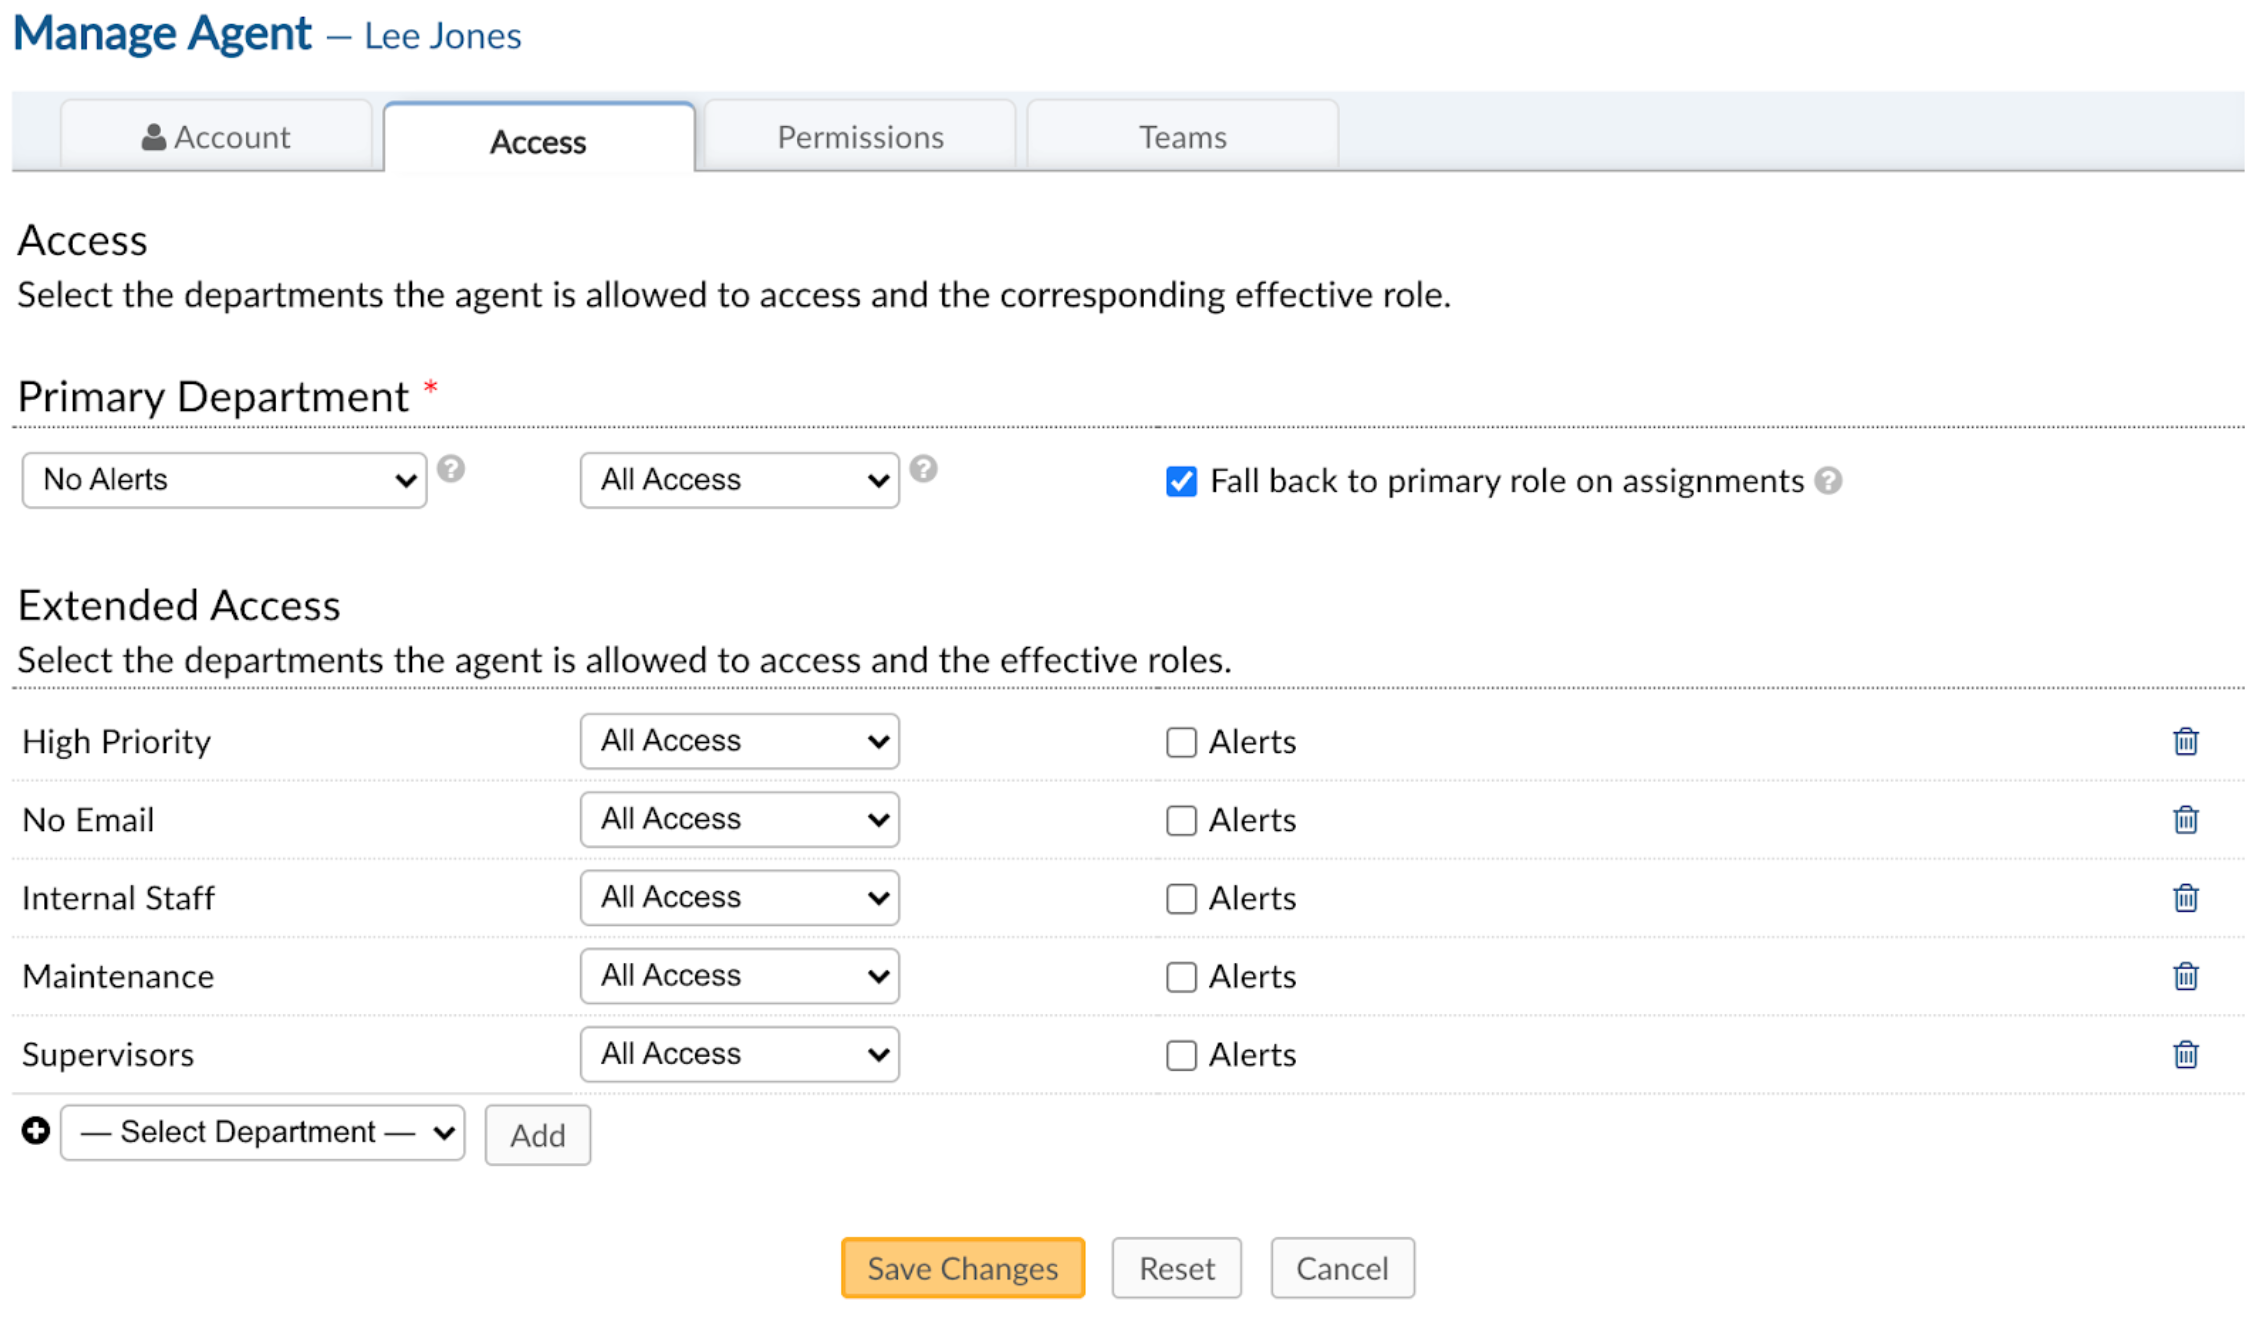 Manage Agent — Lee Jones
Account
Access
Permissions
Teams
Access
Select the departments the agent is allowed to access and the corresponding effective role.
Primary Department *
No Alerts
?
All Access
?
Fall back to primary role on assignments ?
Extended Access
Select the departments the agent is allowed to access and the effective roles.
High Priority
All Access
Alerts
No Email
All Access
Alerts
Internal Staff
All Access
Alerts
Maintenance
All Access
Alerts
Supervisors
All Access
Alerts
— Select Department —
Add
Save Changes
Reset
Cancel